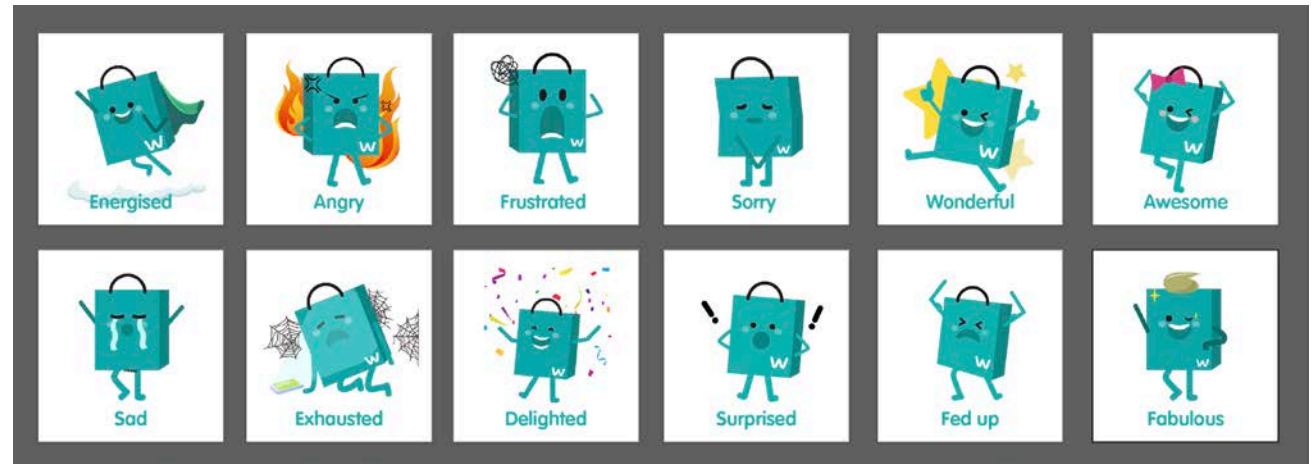 W
Energised
W
Angry
W
Frustrated
W
Sorry
W
Wonderful
W
Awesome
Sad
W
Exhausted
W
Delighted
W
Surprised
W
Fed up
W
Fabulous